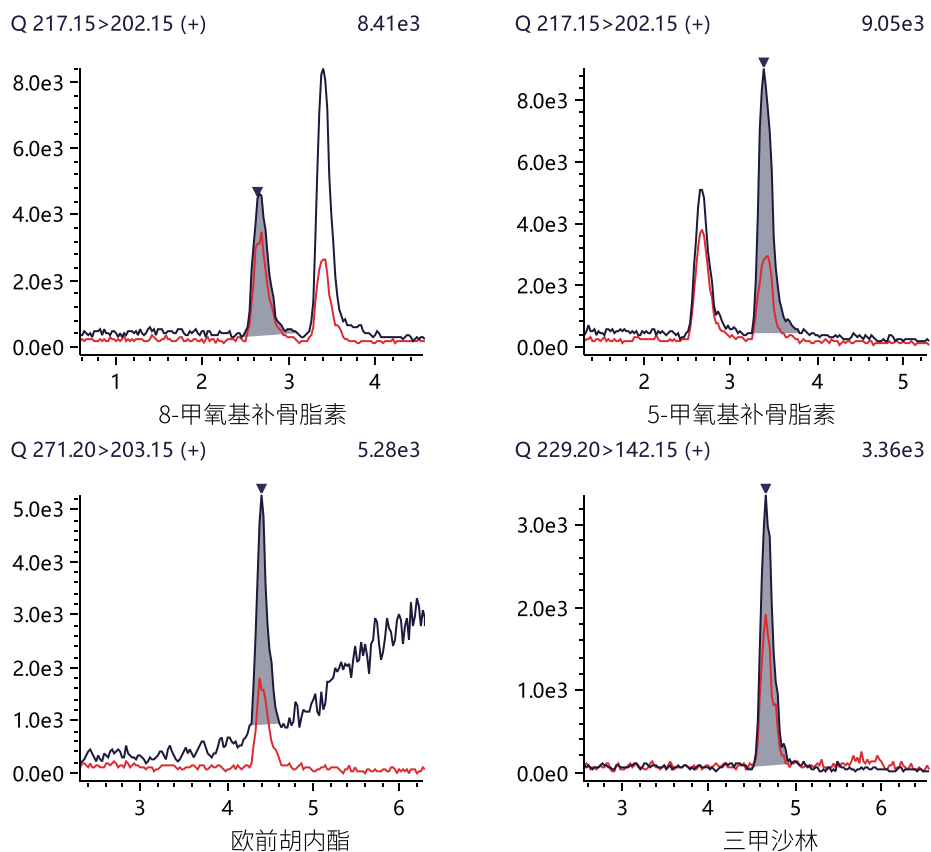 Q 217.15>202.15 (+) 8.41e3
8.0e3
6.0e3
4.0e3
2.0e3
0.0e0
1 2 3 4
8-甲氧基补骨脂素
Q 217.15>202.15 (+) 9.05e3
8.0e3
6.0e3
4.0e3
2.0e3
0.0e0
2 3 4 5
5-甲氧基补骨脂素
Q 271.20>203.15 (+) 5.28e3
5.0e3
4.0e3
3.0e3
2.0e3
1.0e3
0.0e0
3 4 5 6
欧前胡内酯
Q 229.20>142.15 (+) 3.36e3
3.0e3
2.0e3
1.0e3
0.0e0
3 4 5 6
三甲沙林